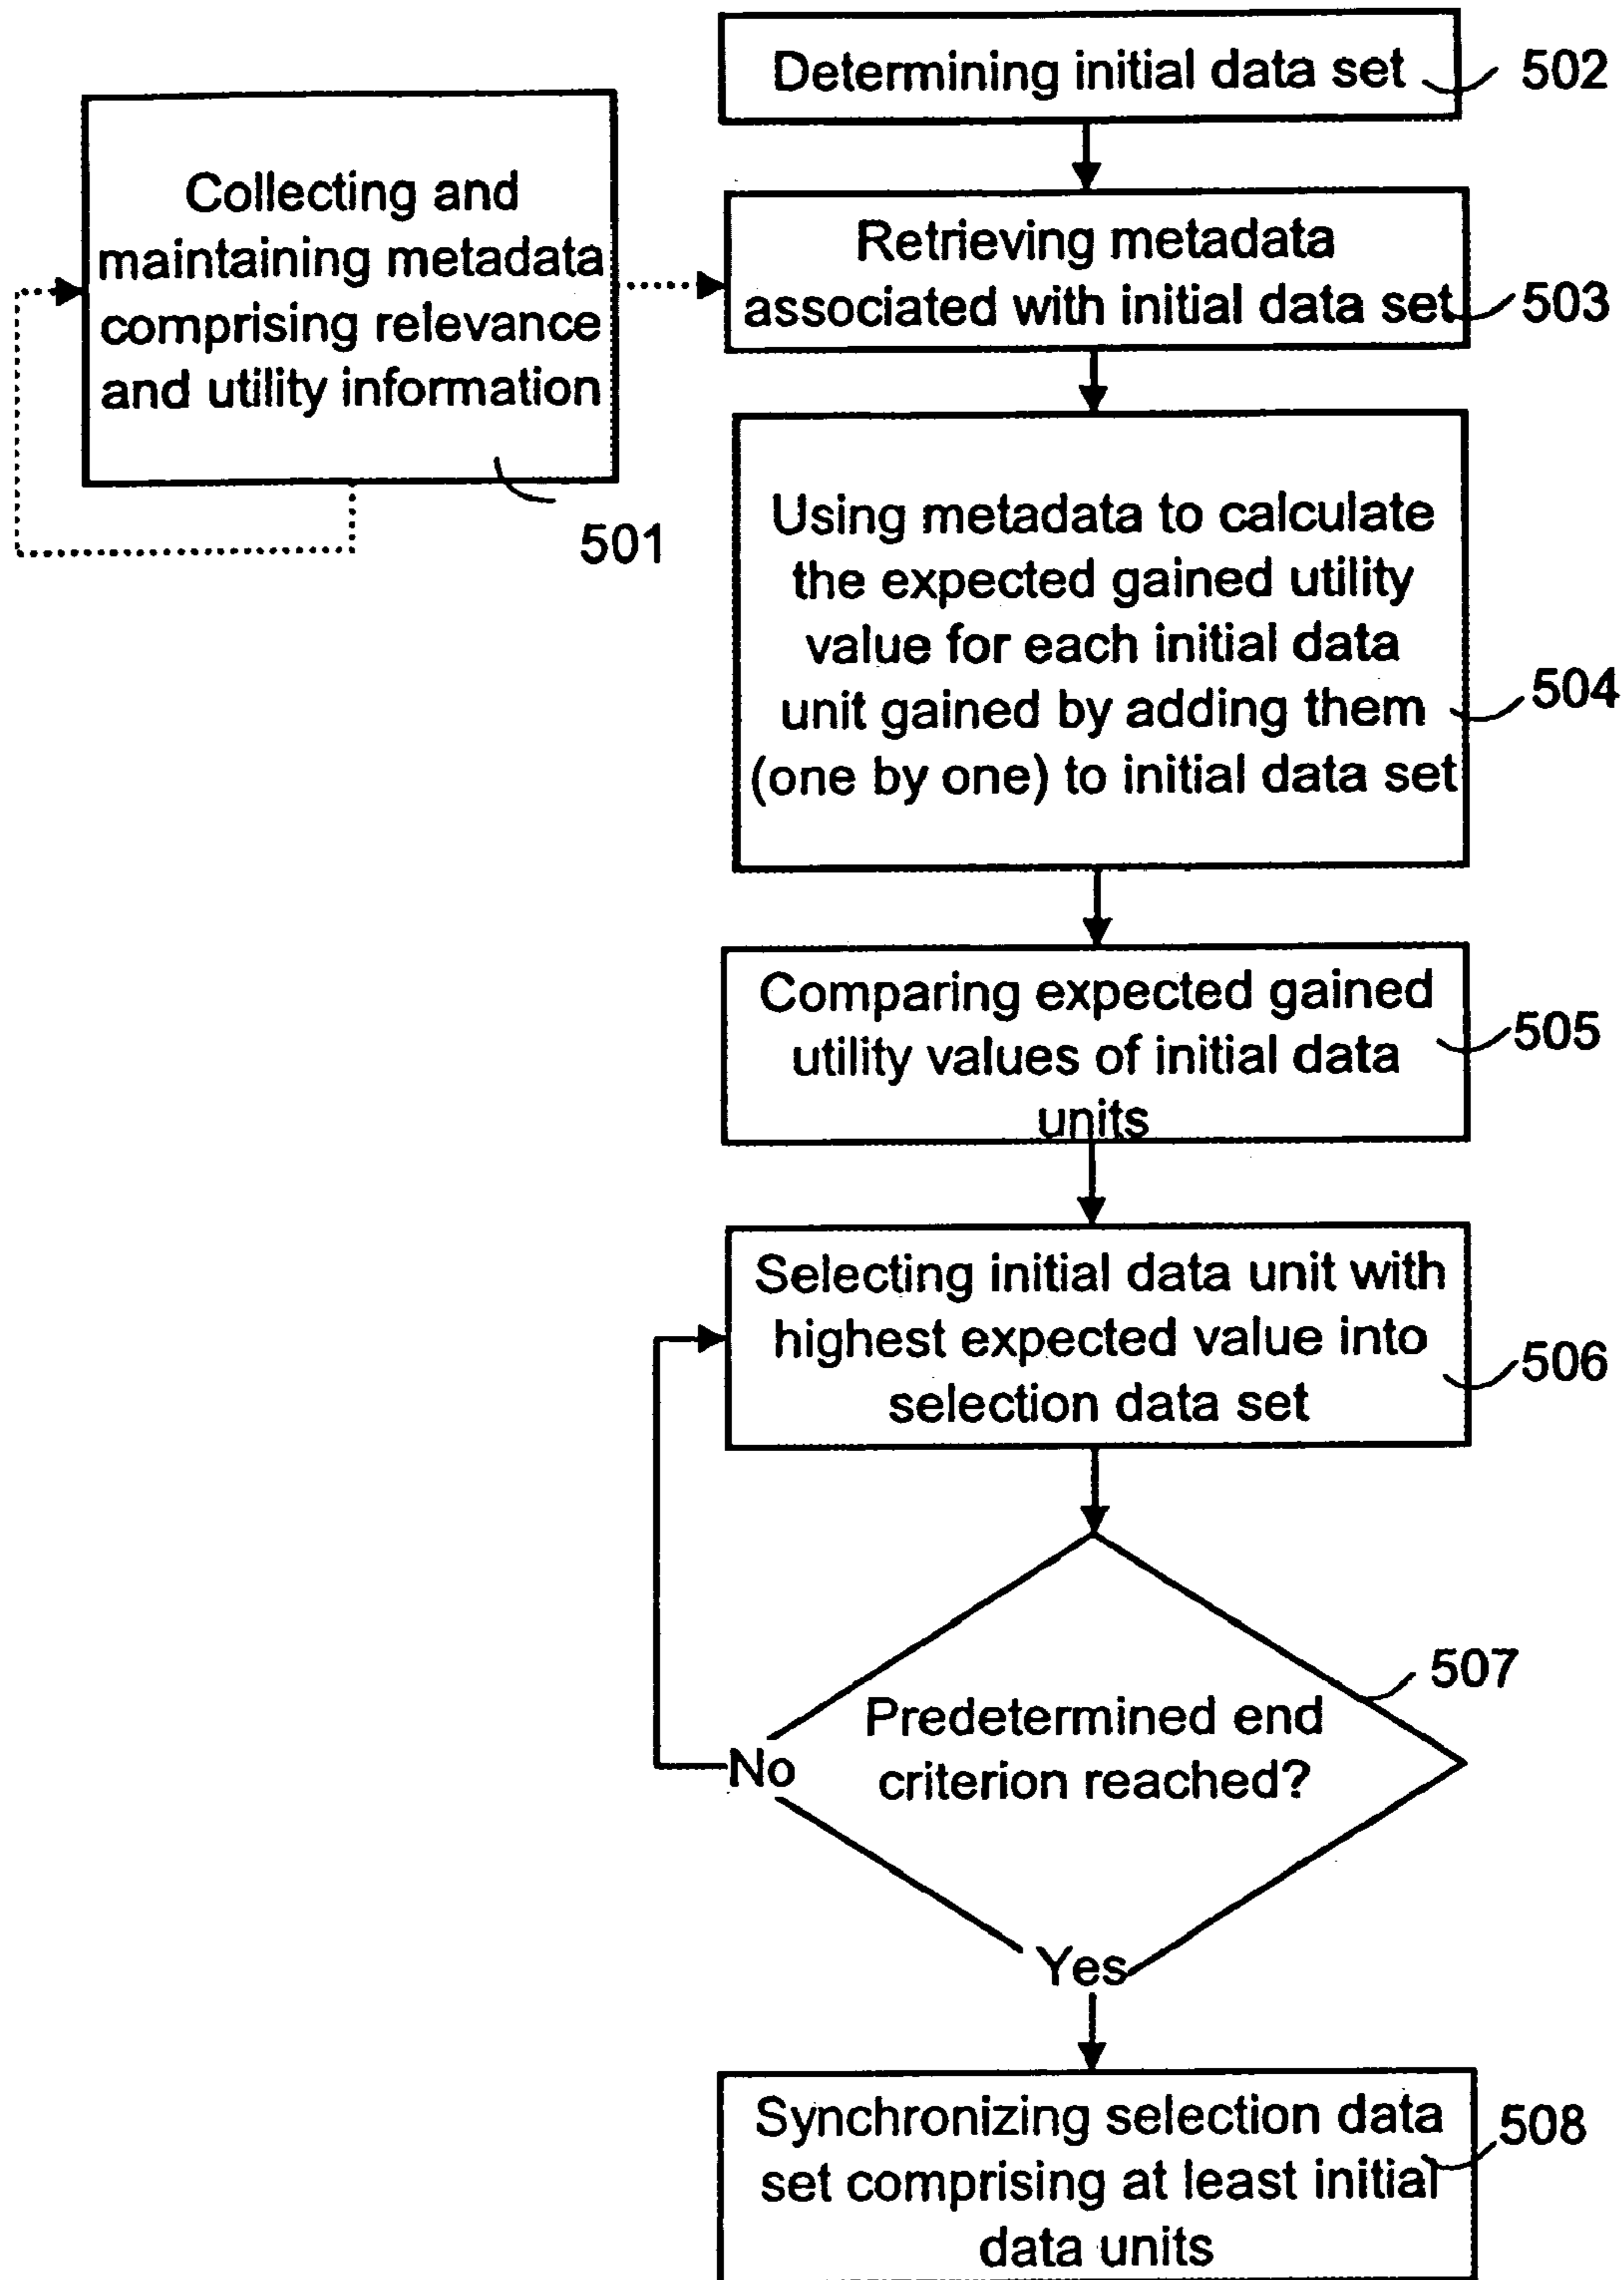 Determining initial data set
502
Collecting and
maintaining metadata
comprising relevance
and utility information
501
Retrieving metadata
associated with initial data set
503
Using metadata to calculate
the expected gained utility
value for each initial data
unit gained by adding them
(one by one) to initial data set
504
Comparing expected gained
utility values of initial data
units
505
Selecting initial data unit with
highest expected value into
selection data set
506
507
Predetermined end
criterion reached?
No
Yes
Synchronizing selection data
set comprising at least initial
data units
508